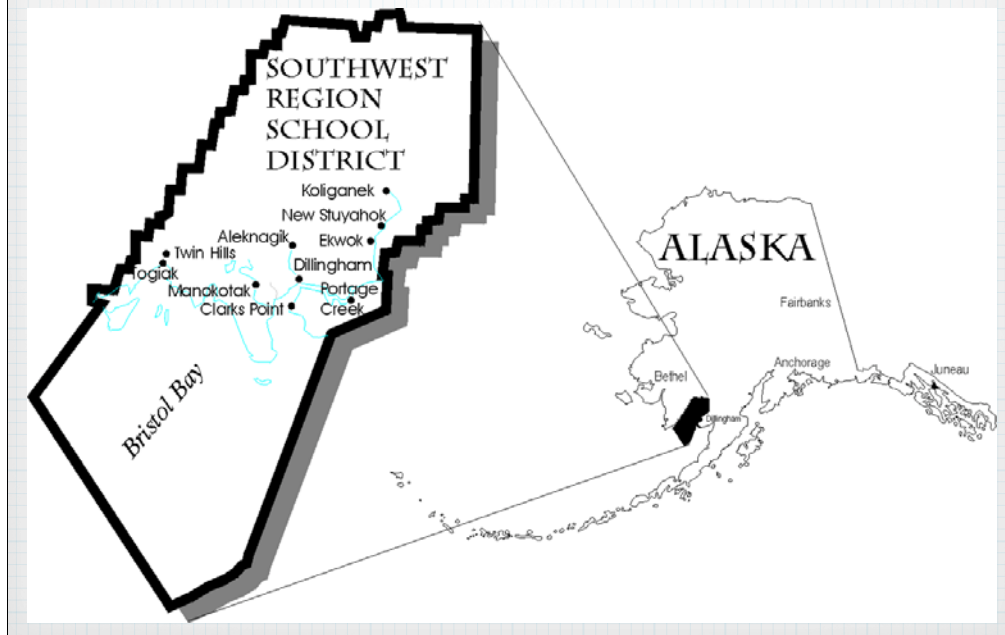 SOUTHWEST
REGION
SCHOOL
DISTRICT
Koliganek
New Stuyahok
Aleknagik
Ekwok
Twin Hills
Togiak
Dillingham
Manokotak
Portage
Creek
Clarks Point
Bristol Bay
ALASKA
Fairbanks
Anchorage
Juneau
Bethel
Dillingham